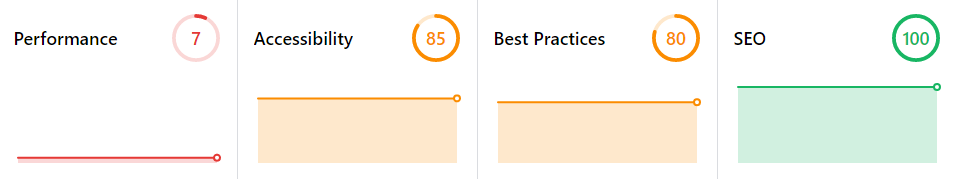 Performance 7
Accessibility 85
Best Practices 80
SEO 100